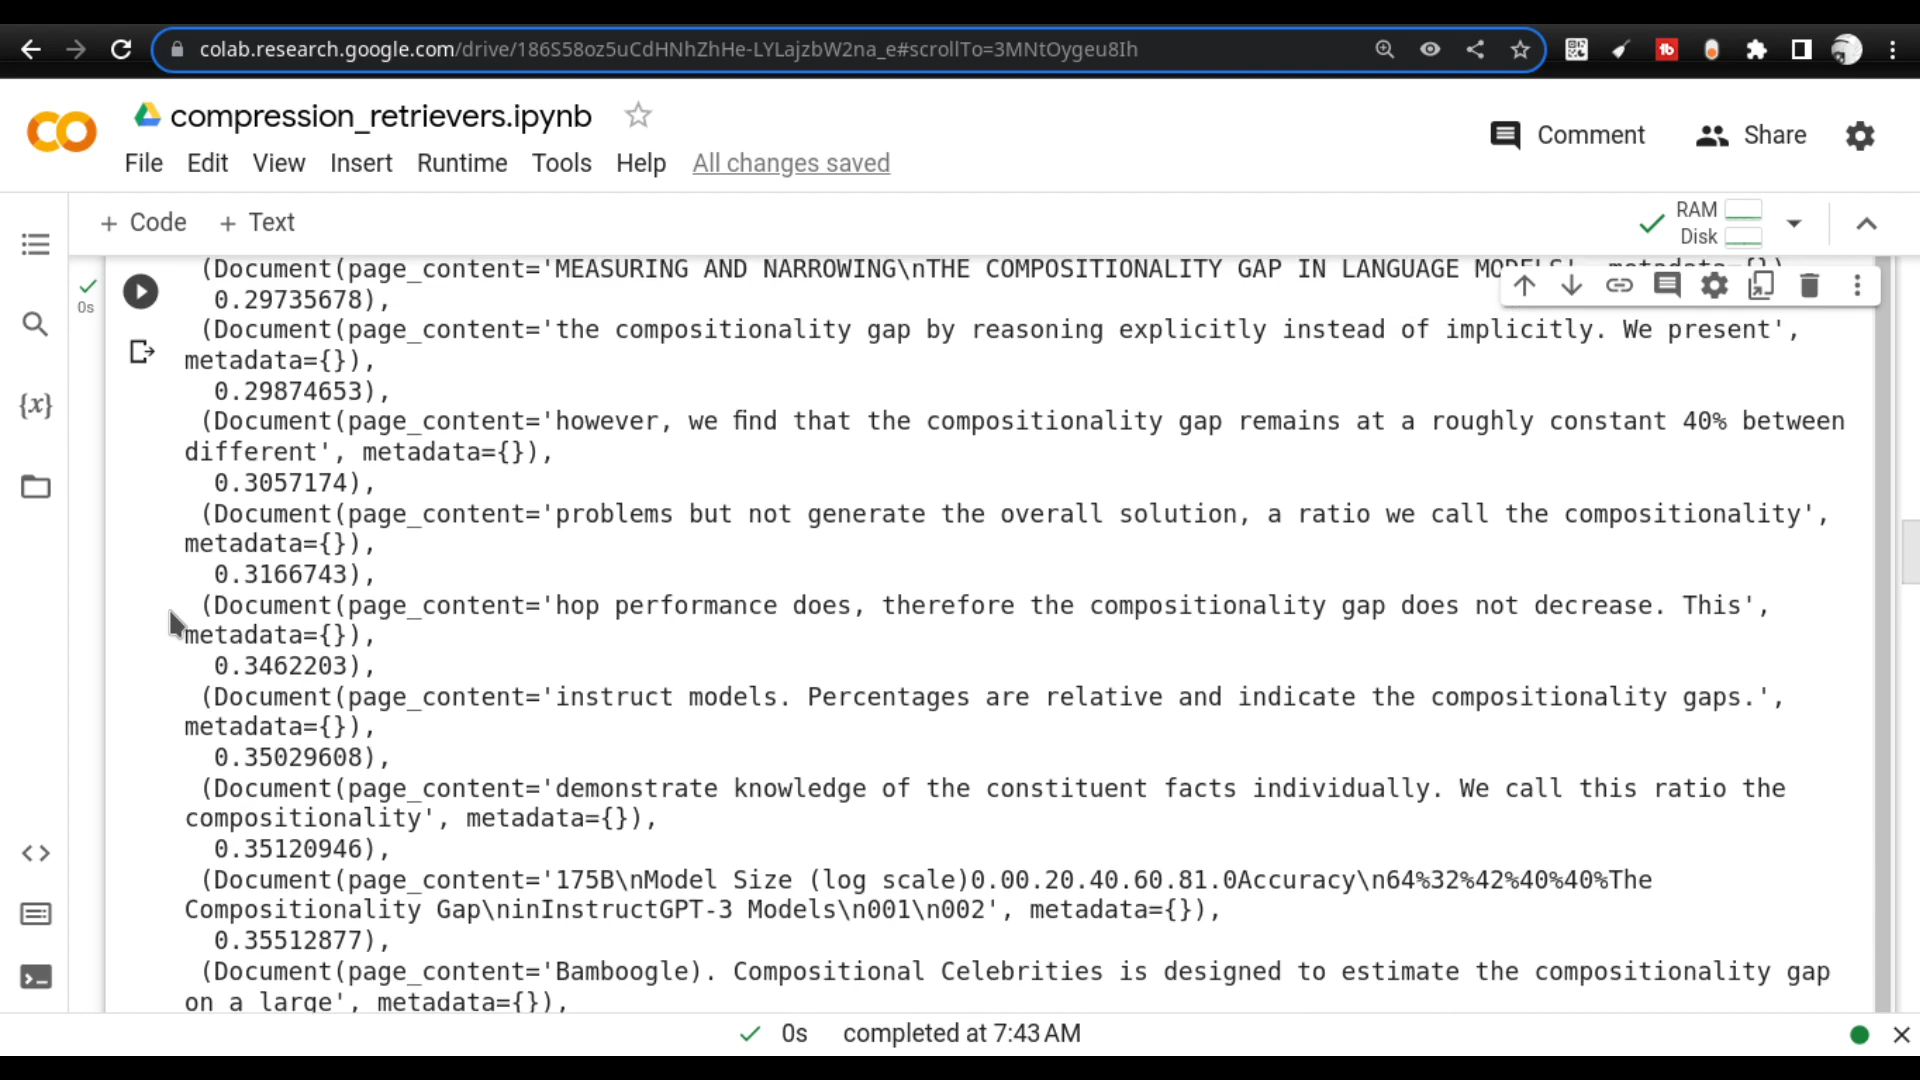 colab.research.google.com/drive/186S58oz5uCdHNhZhHe-LYLajzbW2na_e#scrollTo=3MNtOygeu8Ih
tb
CO
compression_retrievers.ipynb
Comment
Share
File Edit View Insert Runtime Tools Help All changes saved
+ Code + Text
RAM
Disk
0s
(Document(page_content='MEASURING AND NARROWING\nTHE COMPOSITIONALITY GAP IN LANGUAGE MODELS', metadata={}),
0.29735678),
(Document(page_content='the compositionality gap by reasoning explicitly instead of implicitly. We present',
metadata={}),
0.29874653),
(Document(page_content='however, we find that the compositionality gap remains at a roughly constant 40% between
different', metadata={}),
0.3057174),
(Document(page_content='problems but not generate the overall solution, a ratio we call the compositionality',
metadata={}),
0.3166743),
(Document(page_content='hop performance does, therefore the compositionality gap does not decrease. This',
metadata={}),
0.3462203),
(Document(page_content='instruct models. Percentages are relative and indicate the compositionality gaps.',
metadata={}),
0.35029608),
(Document(page_content='demonstrate knowledge of the constituent facts individually. We call this ratio the
compositionality', metadata={}),
0.35120946),
(Document(page_content='175B\nModel Size (log scale)0.00.20.40.60.81.0Accuracy\n64%32%42%40%40%The
Compositionality Gap\ninInstructGPT-3 Models\n001\n002', metadata={}),
0.35512877),
(Document(page_content='Bamboogle). Compositional Celebrities is designed to estimate the compositionality gap
on a large', metadata={}),
{x}
0s completed at 7:43 AM